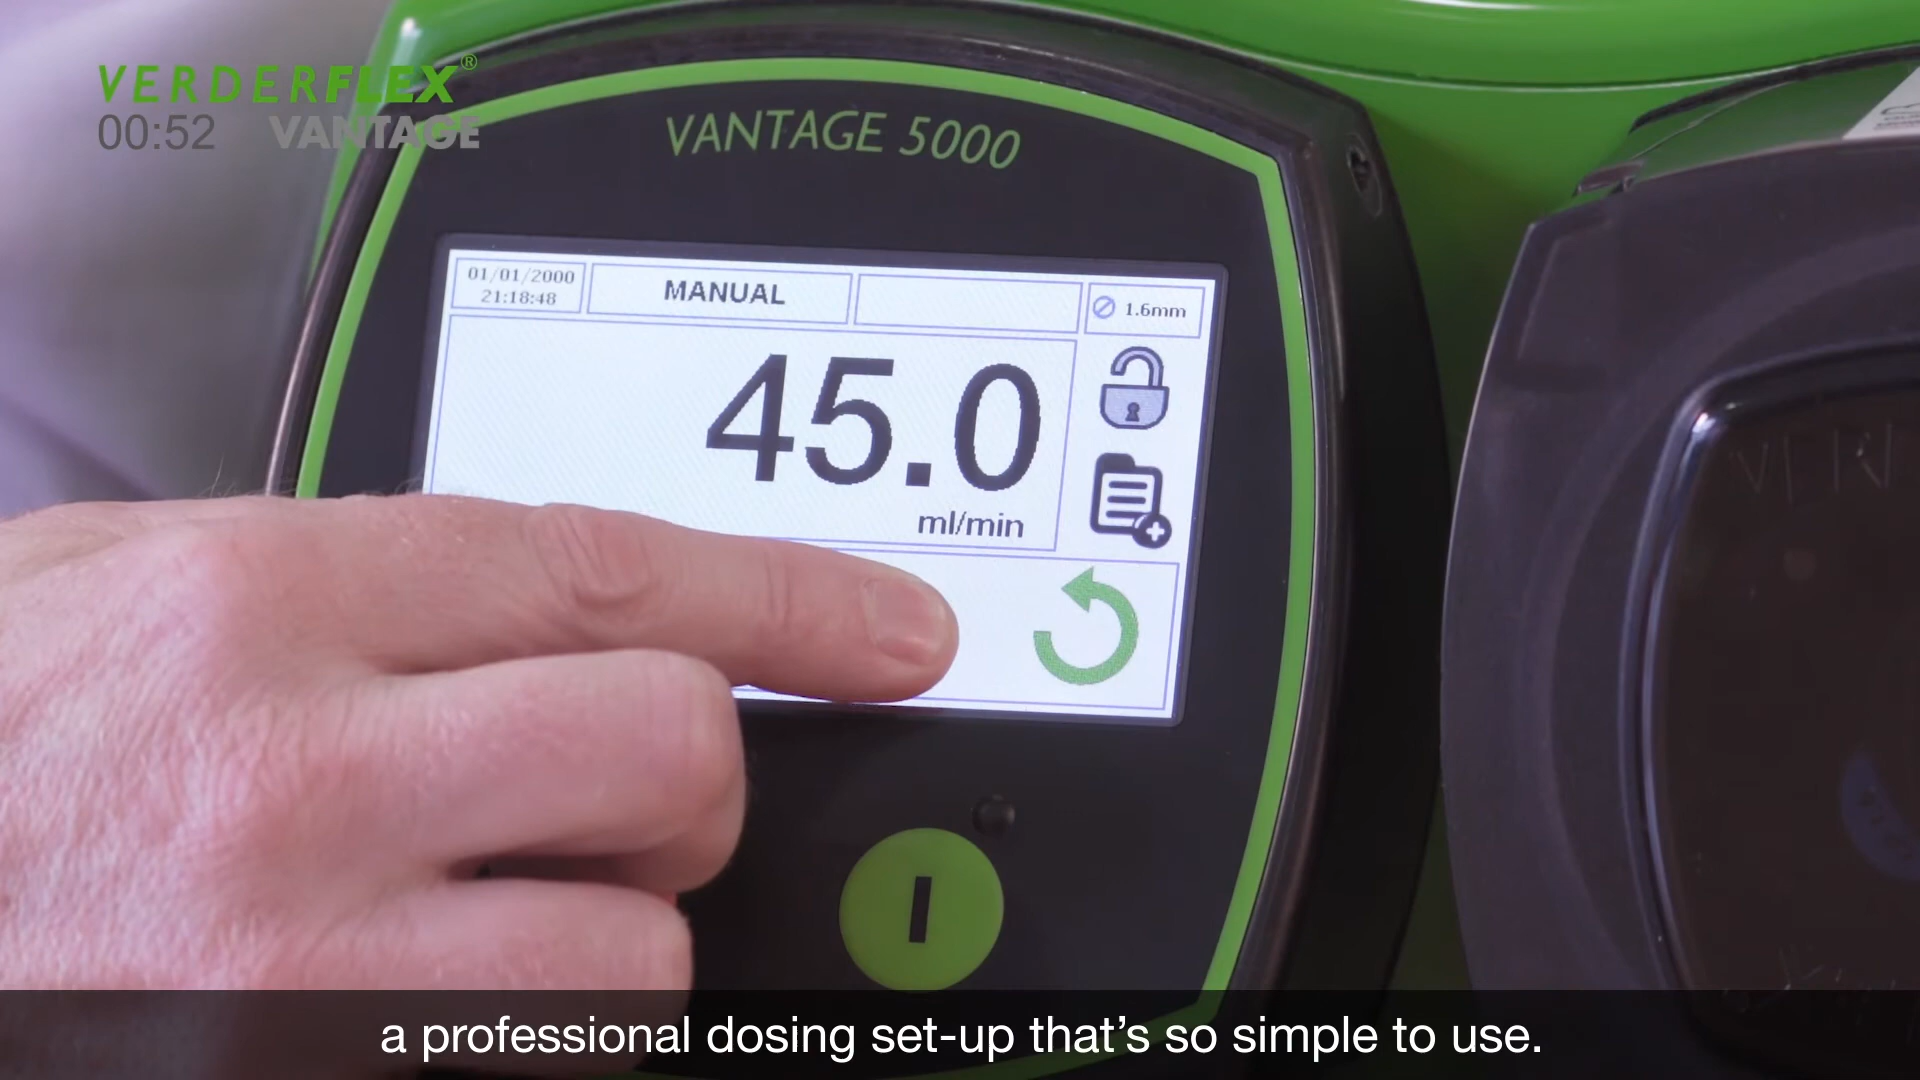 VERDERFLEX®
00:52 VANTAGE
VANTAGE 5000
01/01/2000
21:18:48
MANUAL
1.6mm
45.0
ml/min
a professional dosing set-up that's so simple to use.